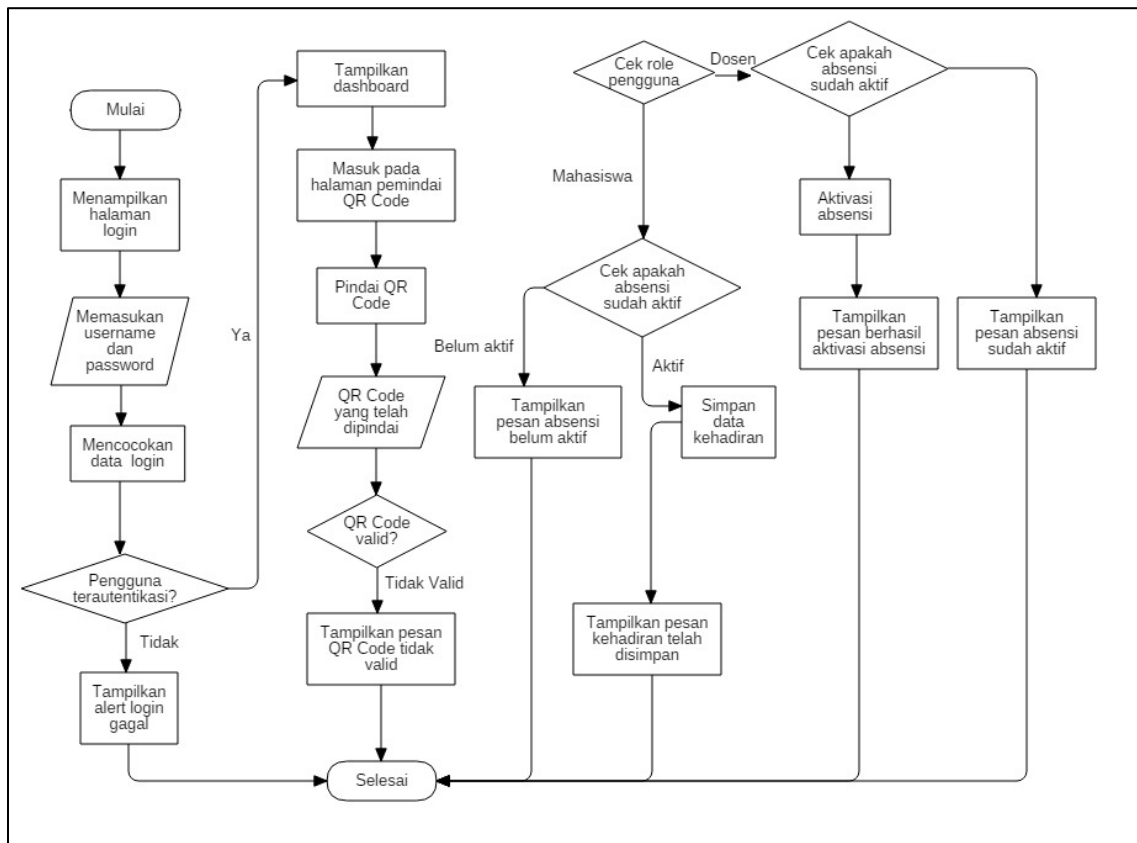 Mulai
Menampilkan
halaman
login
Memasukan
username
dan
password
Mencocokan
data login
Pengguna
terautentikasi?
Tidak
Tampilkan
alert login
gagal
Ya
Tampilkan
dashboard
Masuk pada
halaman pemindai
QR Code
Pindai QR
Code
QR Code
yang telah
dipindai
QR Code
valid?
Tidak Valid
Tampilkan pesan
QR Code tidak
valid
Selesai
Cek role
pengguna
Dosen
Mahasiswa
Cek apakah
absensi
sudah aktif
Belum aktif
Aktif
Tampilkan
pesan absensi
belum aktif
Simpan
data
kehadiran
Tampilkan pesan
kehadiran telah
disimpan
Cek apakah
absensi
sudah aktif
Aktivasi
absensi
Tampilkan
pesan berhasil
aktivasi absensi
Tampilkan
pesan absensi
sudah aktif